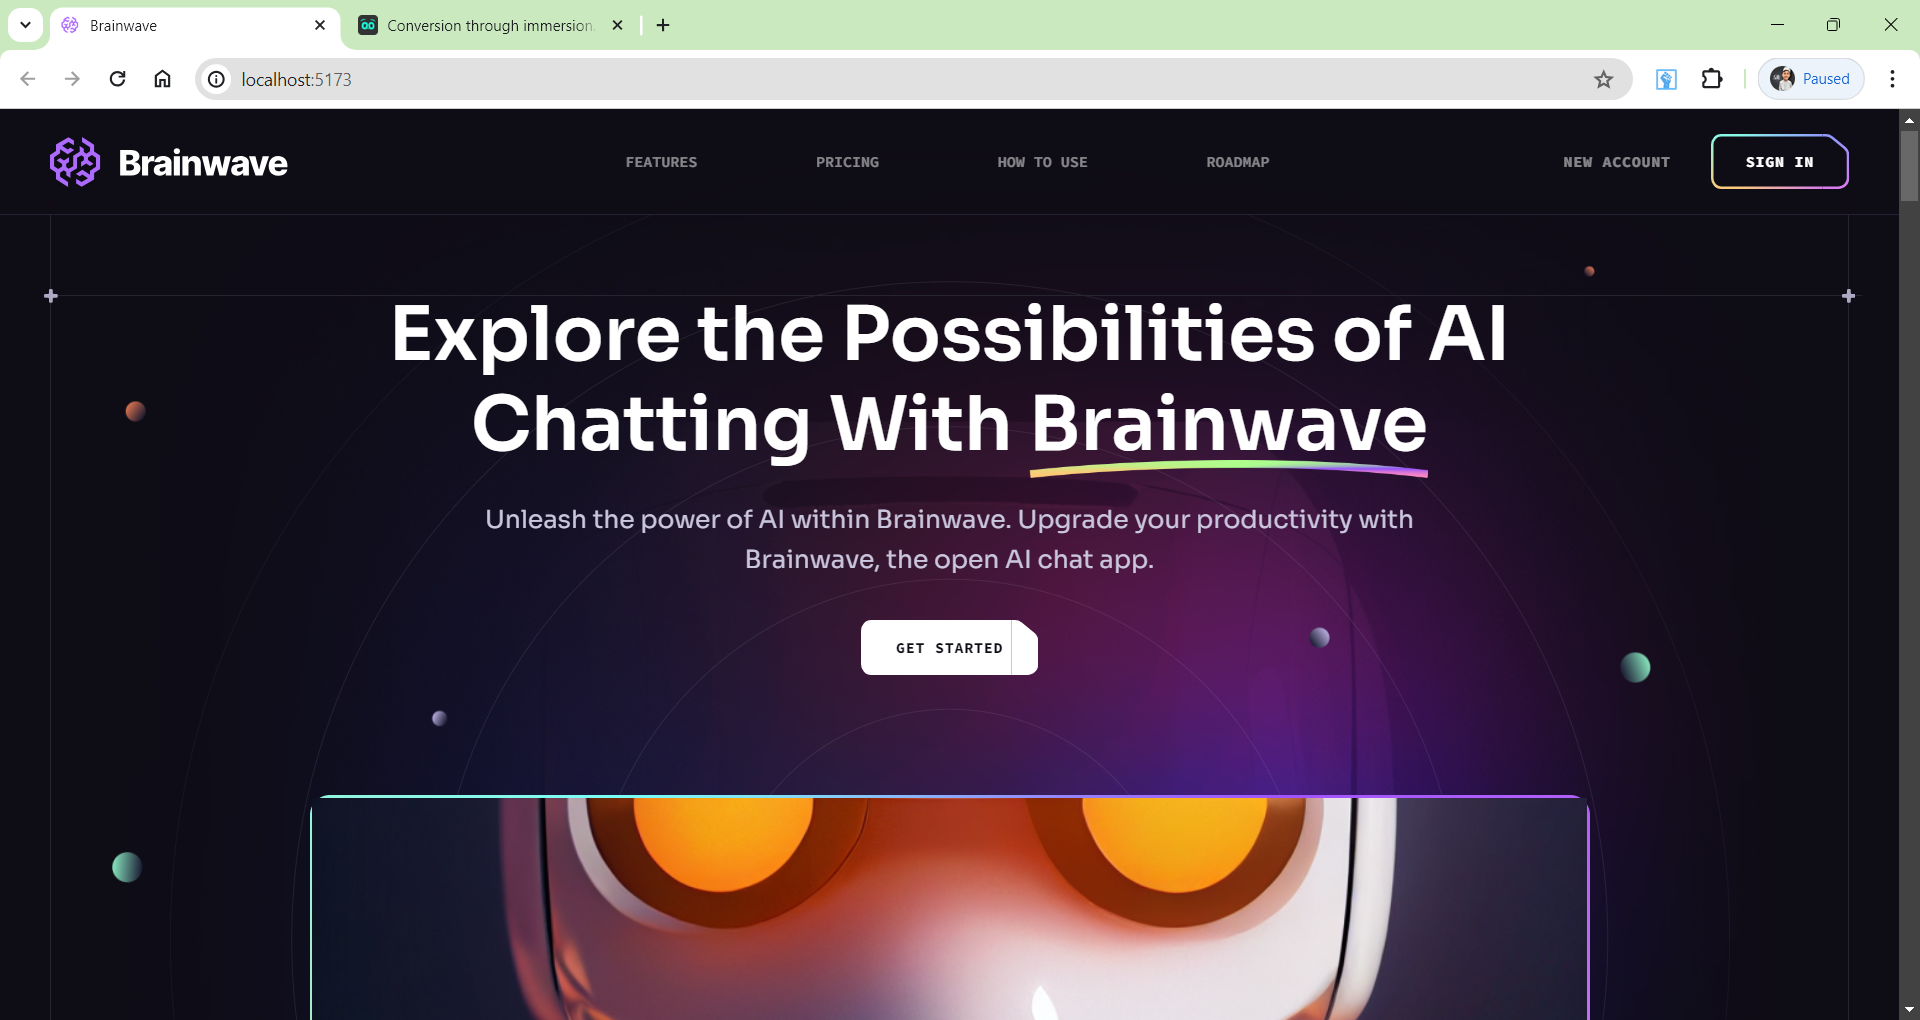 Brainwave
Conversion through immersion.
localhost:5173
Paused
Brainwave
FEATURES
PRICING
HOW TO USE
ROADMAP
NEW ACCOUNT
SIGN IN
Explore the Possibilities of AI
Chatting With Brainwave
Unleash the power of AI within Brainwave. Upgrade your productivity with
Brainwave, the open AI chat app.
GET STARTED